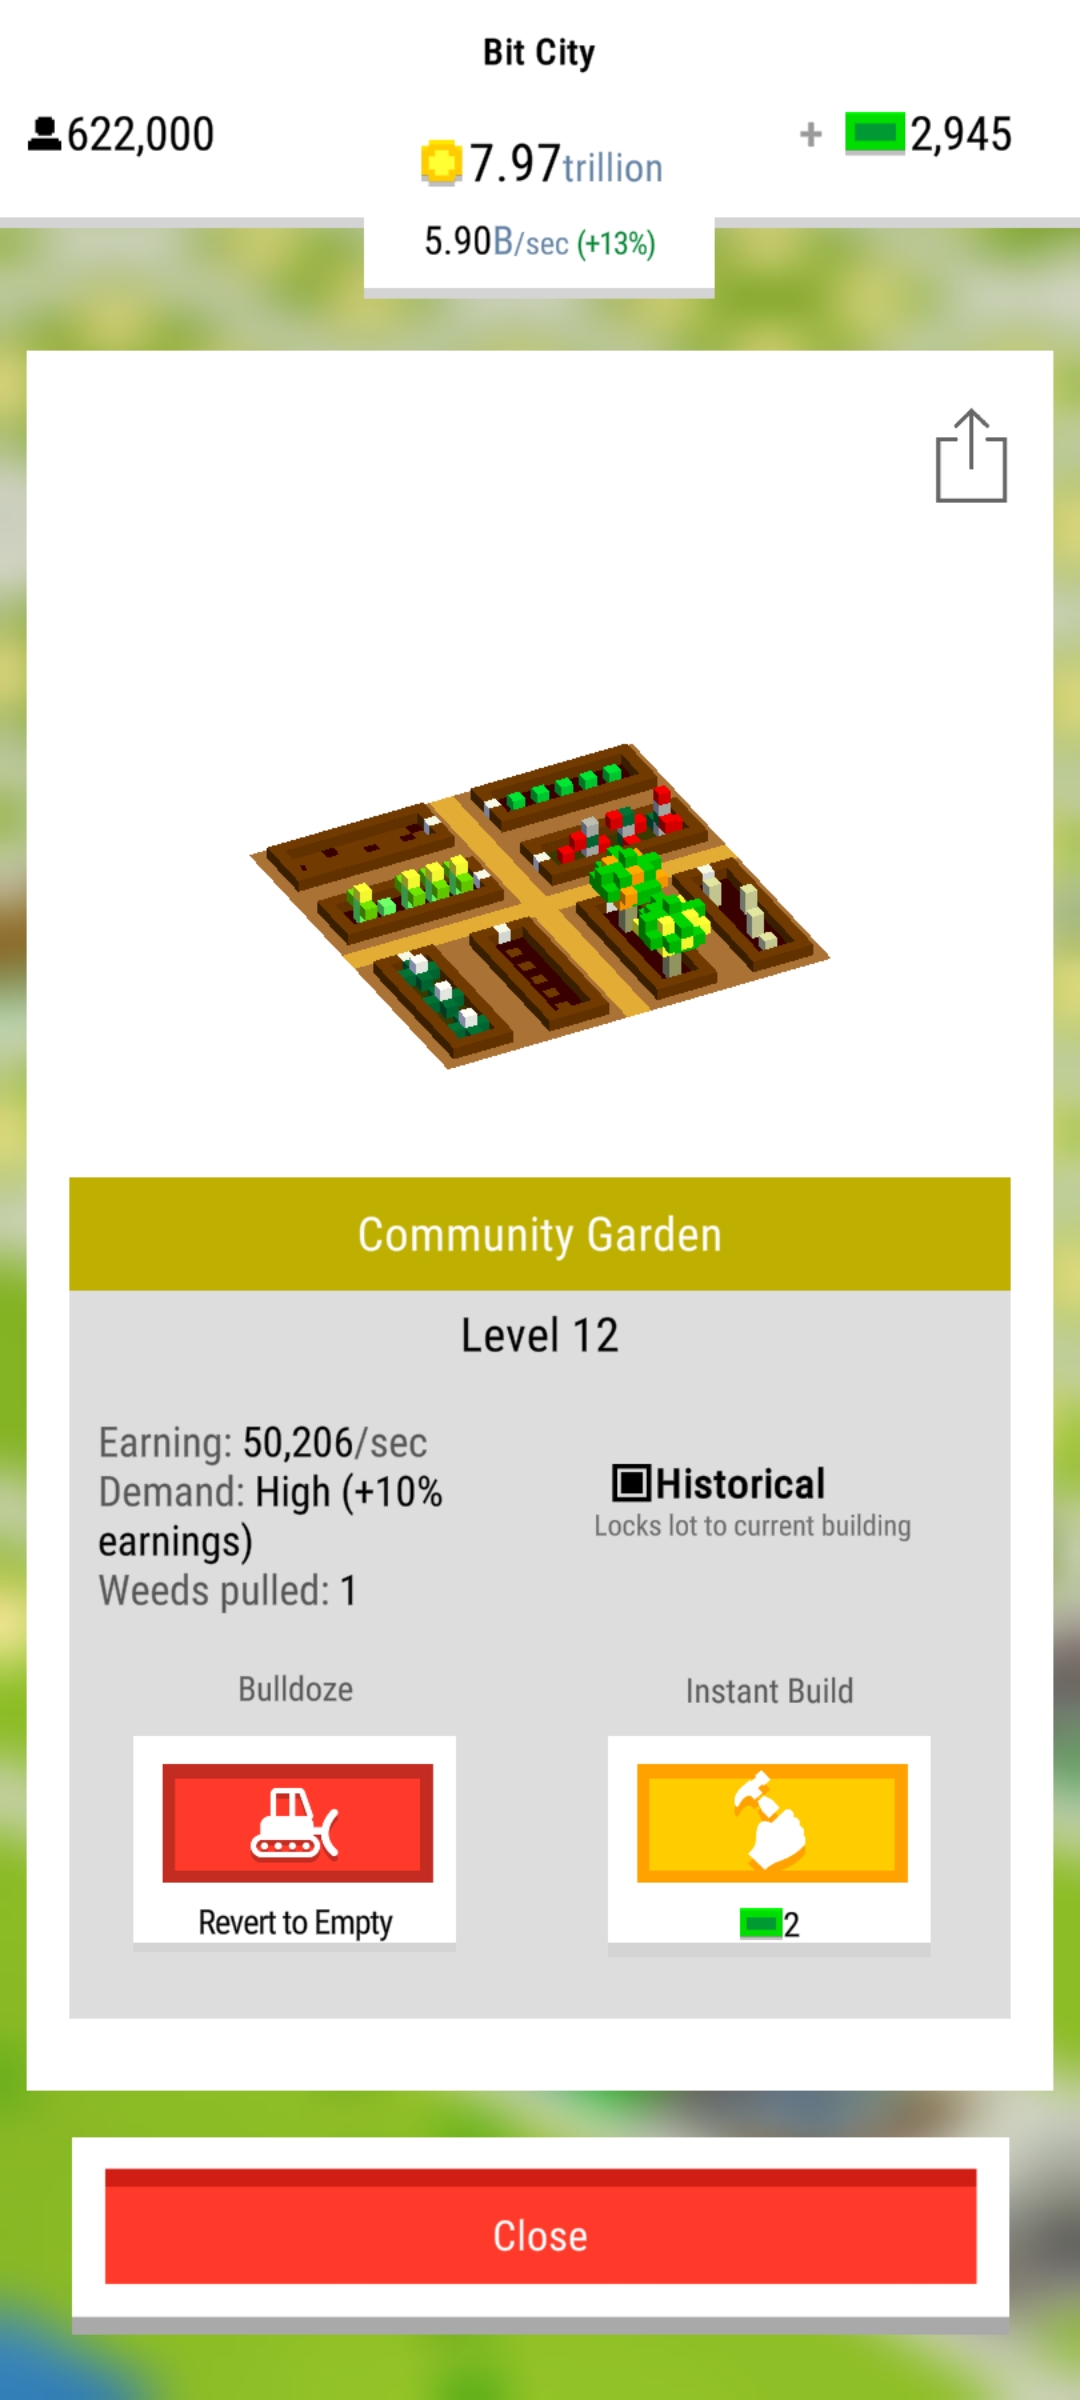 Bit City
622,000
7.97trillion
+ 2,945
5.90B/sec (+13%)
Community Garden
Level 12
Earning: 50,206/sec
Demand: High (+10%
earnings)
Weeds pulled: 1
Historical
Locks lot to current building
Bulldoze
Instant Build
Revert to Empty
2
Close